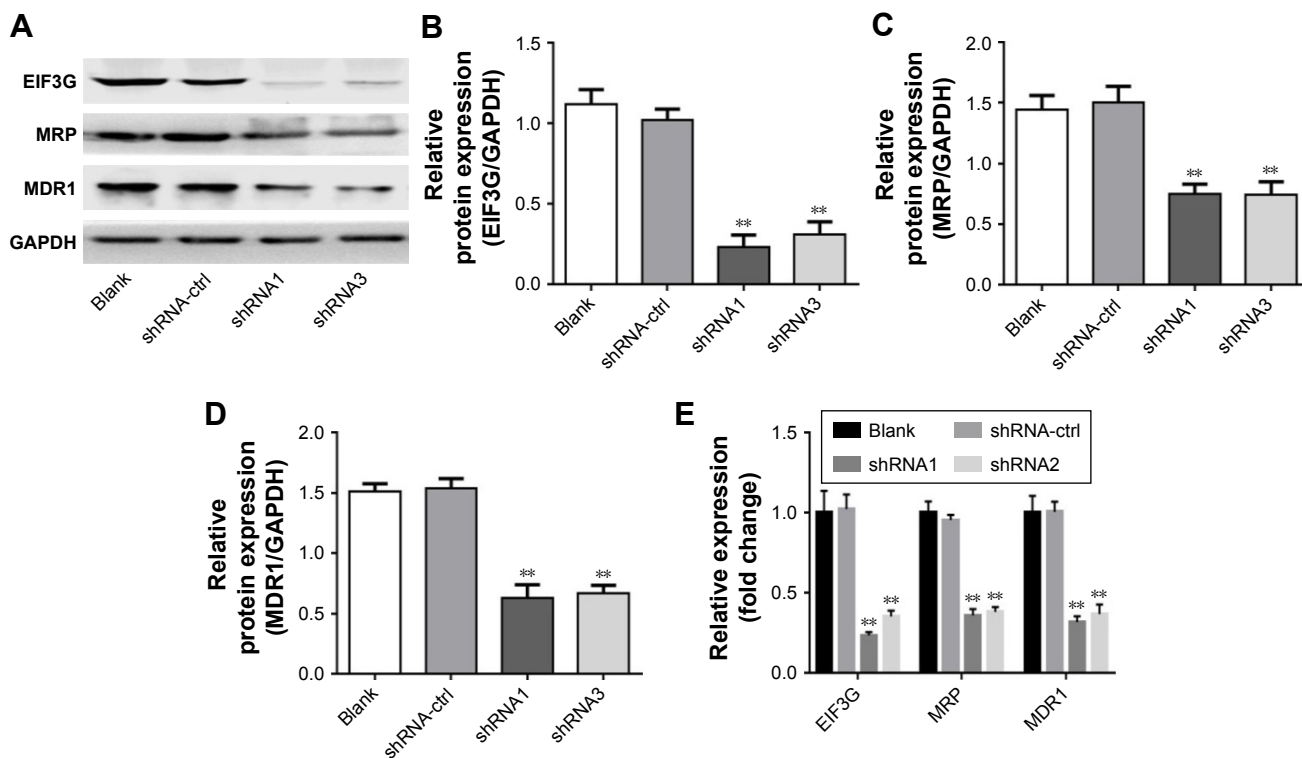 A
EIF3G
MRP
MDR1
GAPDH
Blank
shRNA-ctrl
shRNA1
shRNA3
B
Relative
protein expression
(EIF3G/GAPDH)
1.5
1.0
0.5
0.0
**
**
Blank
shRNA-ctrl
shRNA1
shRNA3
C
Relative
protein expression
(MRP/GAPDH)
2.0
1.5
1.0
0.5
0.0
**
**
Blank
shRNA-ctrl
shRNA1
shRNA3
D
Relative
protein expression
(MDR1/GAPDH)
2.0
1.5
1.0
0.5
0.0
**
**
Blank
shRNA-ctrl
shRNA1
shRNA3
E
Relative expression
(fold change)
1.5
1.0
0.5
0.0
Blank
shRNA-ctrl
shRNA1
shRNA2
**
**
**
**
**
**
EIF3G
MRP
MDR1